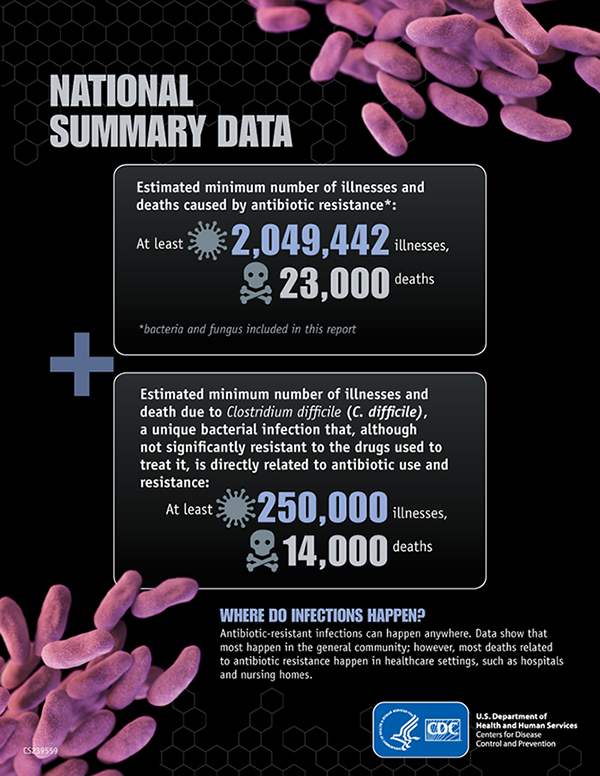 NATIONAL
SUMMARY DATA
Estimated minimum number of illnesses and
deaths caused by antibiotic resistance*:
At least 2,049,442 illnesses,
23,000 deaths
*bacteria and fungus included in this report
+
Estimated minimum number of illnesses and
death due to Clostridium difficile (C. difficile),
a unique bacterial infection that, although
not significantly resistant to the drugs used to
treat it, is directly related to antibiotic use and
resistance:
At least 250,000 illnesses,
14,000 deaths
WHERE DO INFECTIONS HAPPEN?
Antibiotic-resistant infections can happen anywhere. Data show that
most happen in the general community; however, most deaths related
to antibiotic resistance happen in healthcare settings, such as hospitals
and nursing homes.
CDC
U.S. Department of
Health and Human Services
Centers for Disease
Control and Prevention
CS239559